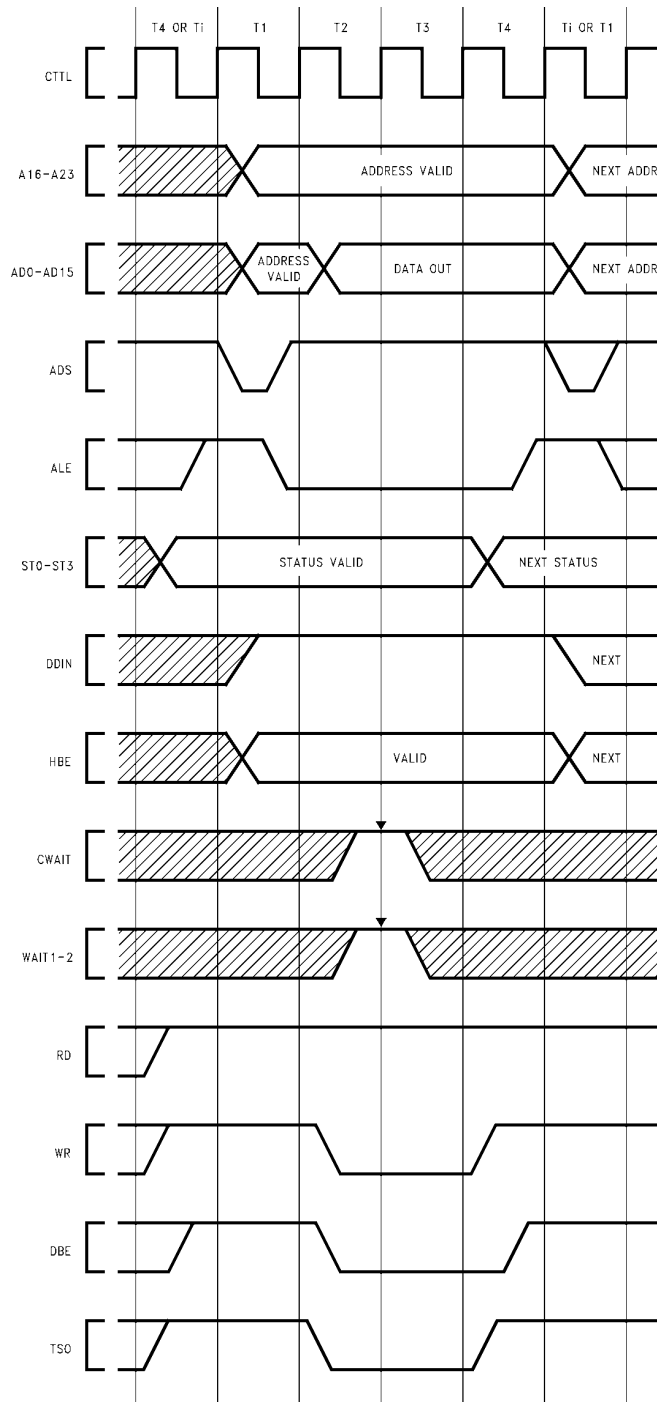 T4 OR Ti T1 T2 T3 T4 Ti OR T1
CTTL
A16-A23 ADDRESS VALID NEXT ADDR
AD0-AD15 ADDRESS VALID DATA OUT NEXT ADDR
ADS
ALE
ST0-ST3 STATUS VALID NEXT STATUS
DDIN NEXT
HBE VALID NEXT
CWAIT
WAIT1-2
RD
WR
DBE
TSO